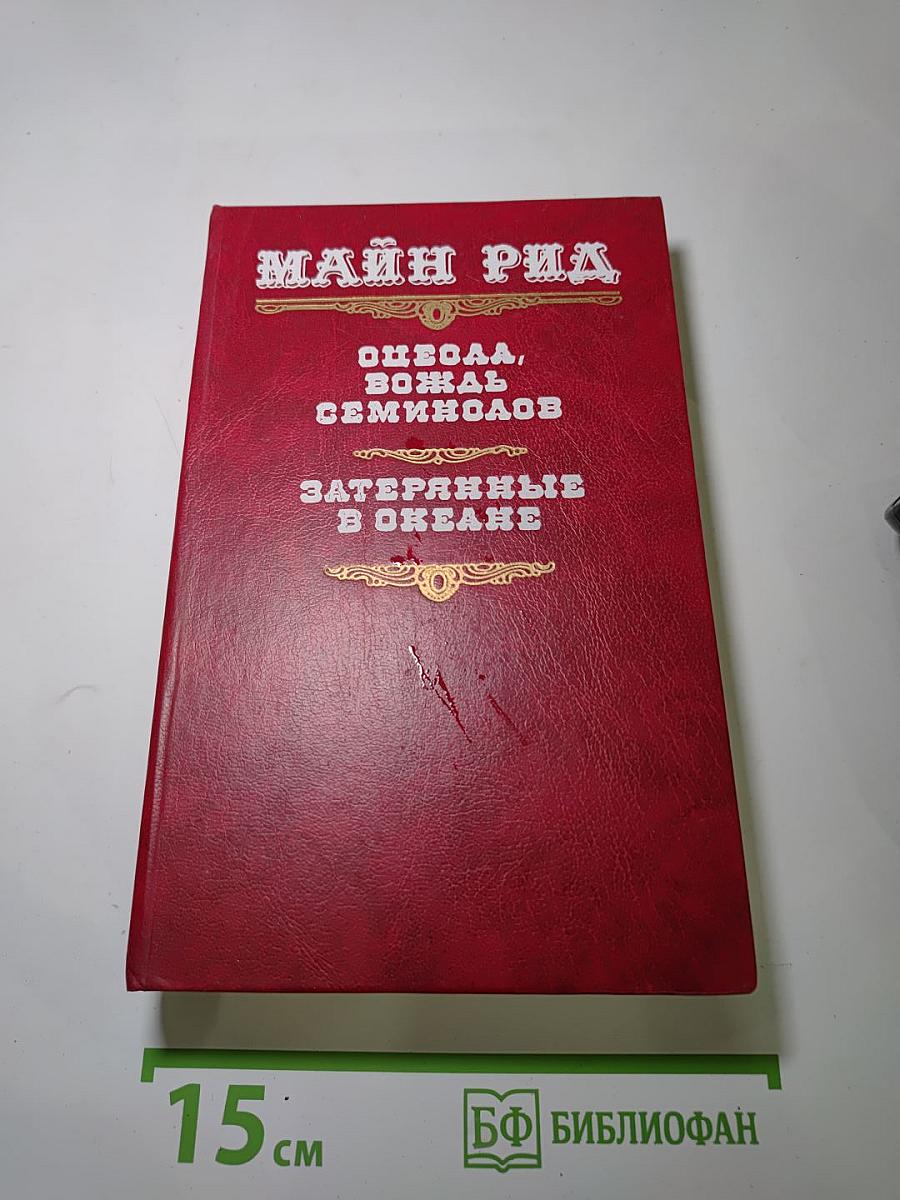 МАЙН РИД
ОЦЕОЛА,
ВОЖДЬ
СЕМИНОЛОВ
ЗАТЕРЯННЫЕ
В ОКЕАНЕ
15 см
БФ БИБЛИОФАН